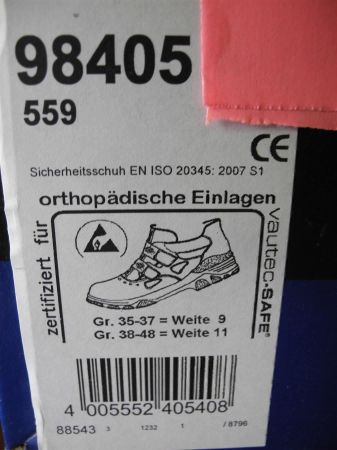 98405
559
CE
Sicherheitsschuh EN ISO 20345: 2007 S1
orthopädische Einlagen
zertifiziert für
vautec-SAFE®
Gr. 35-37 = Weite 9
Gr. 38-48 = Weite 11
4 005552 405408
88543 3 1232 1 / 8796